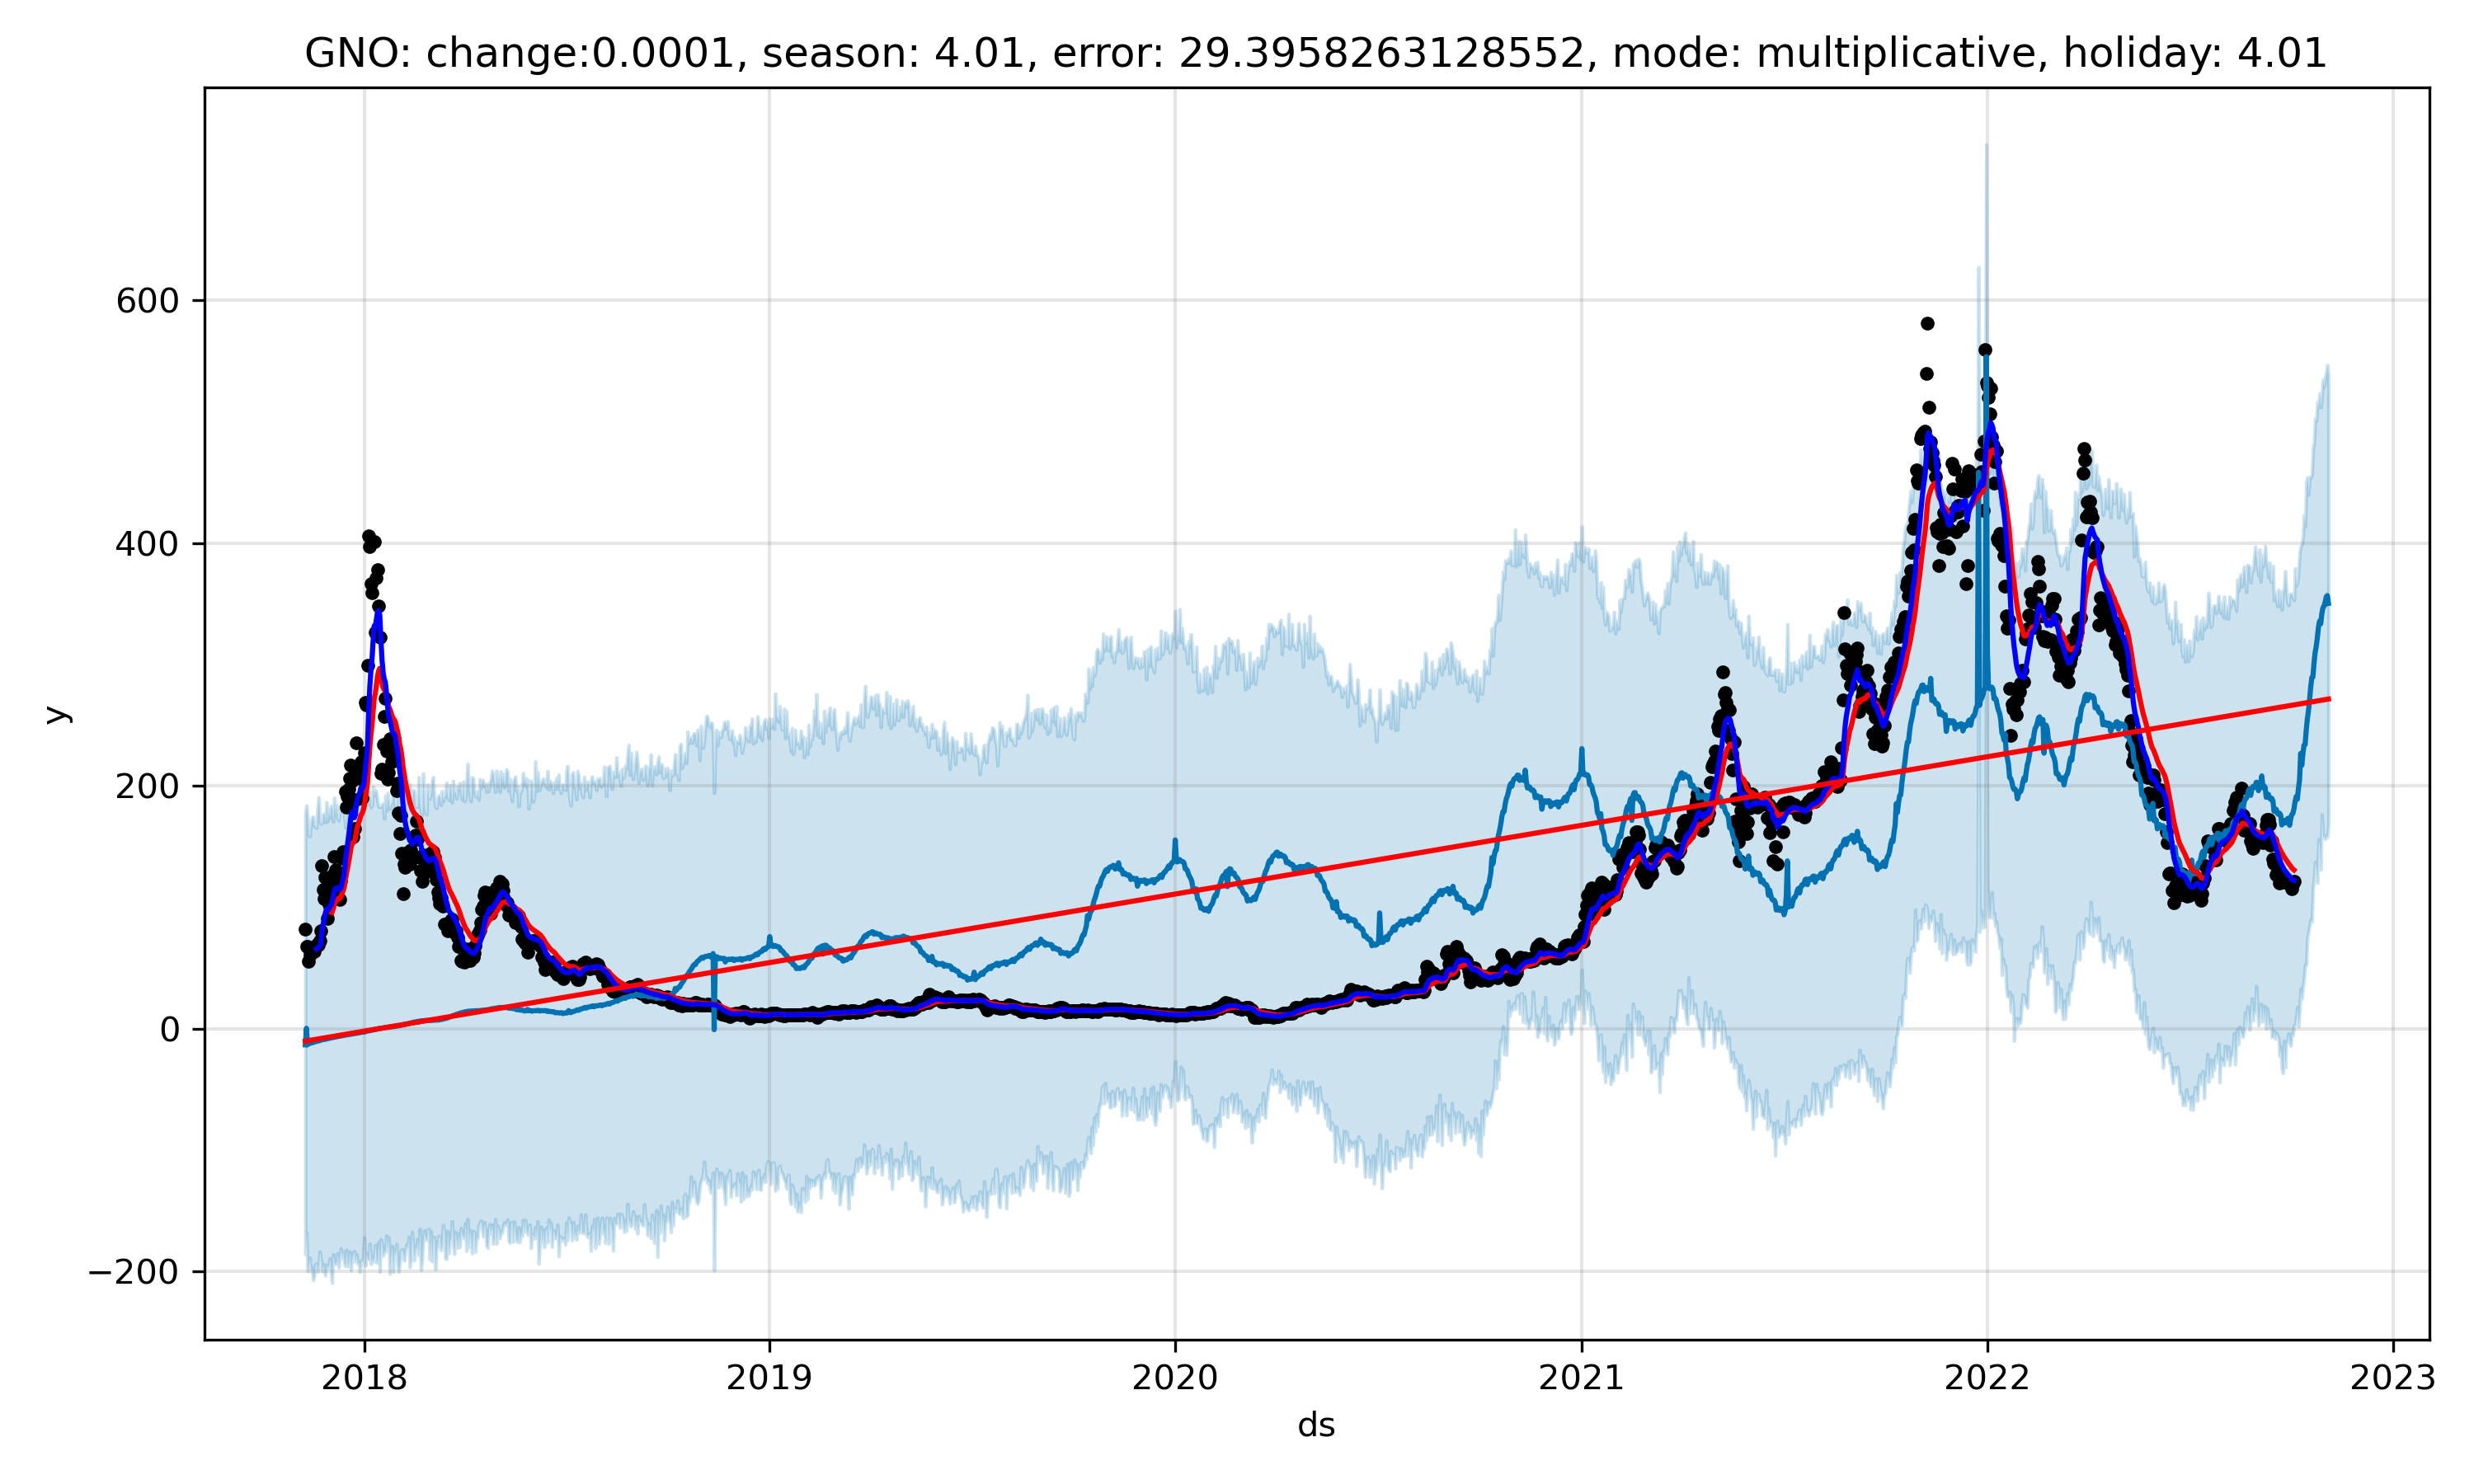 GNO: change:0.0001, season: 4.01, error: 29.3958263128552, mode: multiplicative, holiday: 4.01
y
600
400
200
0
−200
2018 2019 2020 2021 2022 2023
ds